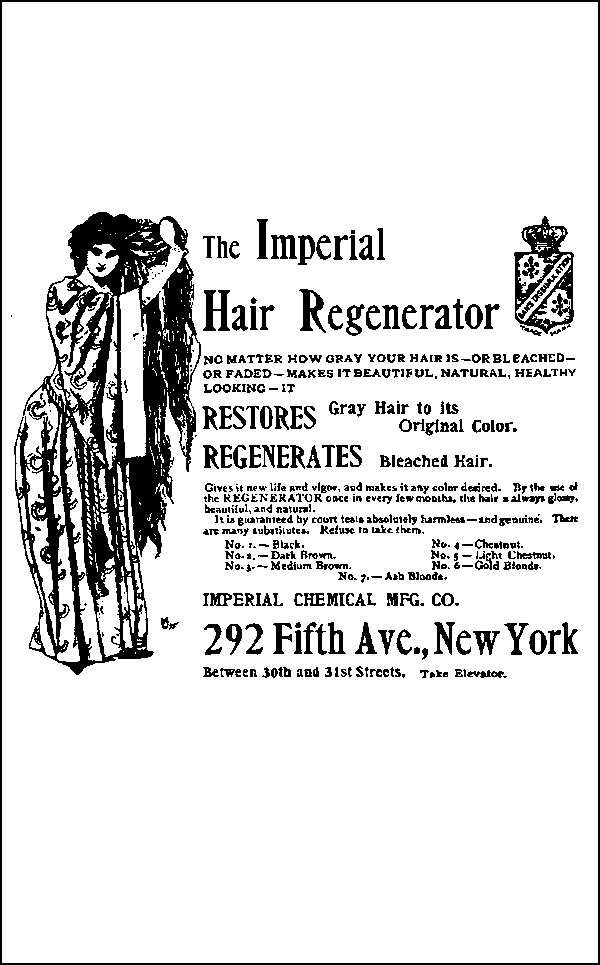 The Imperial
Hair Regenerator
NO MATTER HOW GRAY YOUR HAIR IS—OR BLEACHED—
OR FADED—MAKES IT BEAUTIFUL, NATURAL, HEALTHY
LOOKING—IT
RESTORES Gray Hair to its
Original Color.
REGENERATES Bleached Hair.
Gives it new life and vigor, and makes it any color desired. By the use of
the REGENERATOR once in every few months, the hair is always glossy,
beautiful, and natural.
It is guaranteed by court tests absolutely harmless—and genuine. There
are many substitutes. Refuse to take them.
No. 1.—Black. No. 4—Chestnut.
No. 2.—Dark Brown. No. 5—Light Chestnut.
No. 3.—Medium Brown. No. 6—Gold Blonde.
No. 7.—Ash Blonde.
IMPERIAL CHEMICAL MFG. CO.
292 Fifth Ave., New York
Between 30th and 31st Streets. Take Elevator.
TRADE MARK